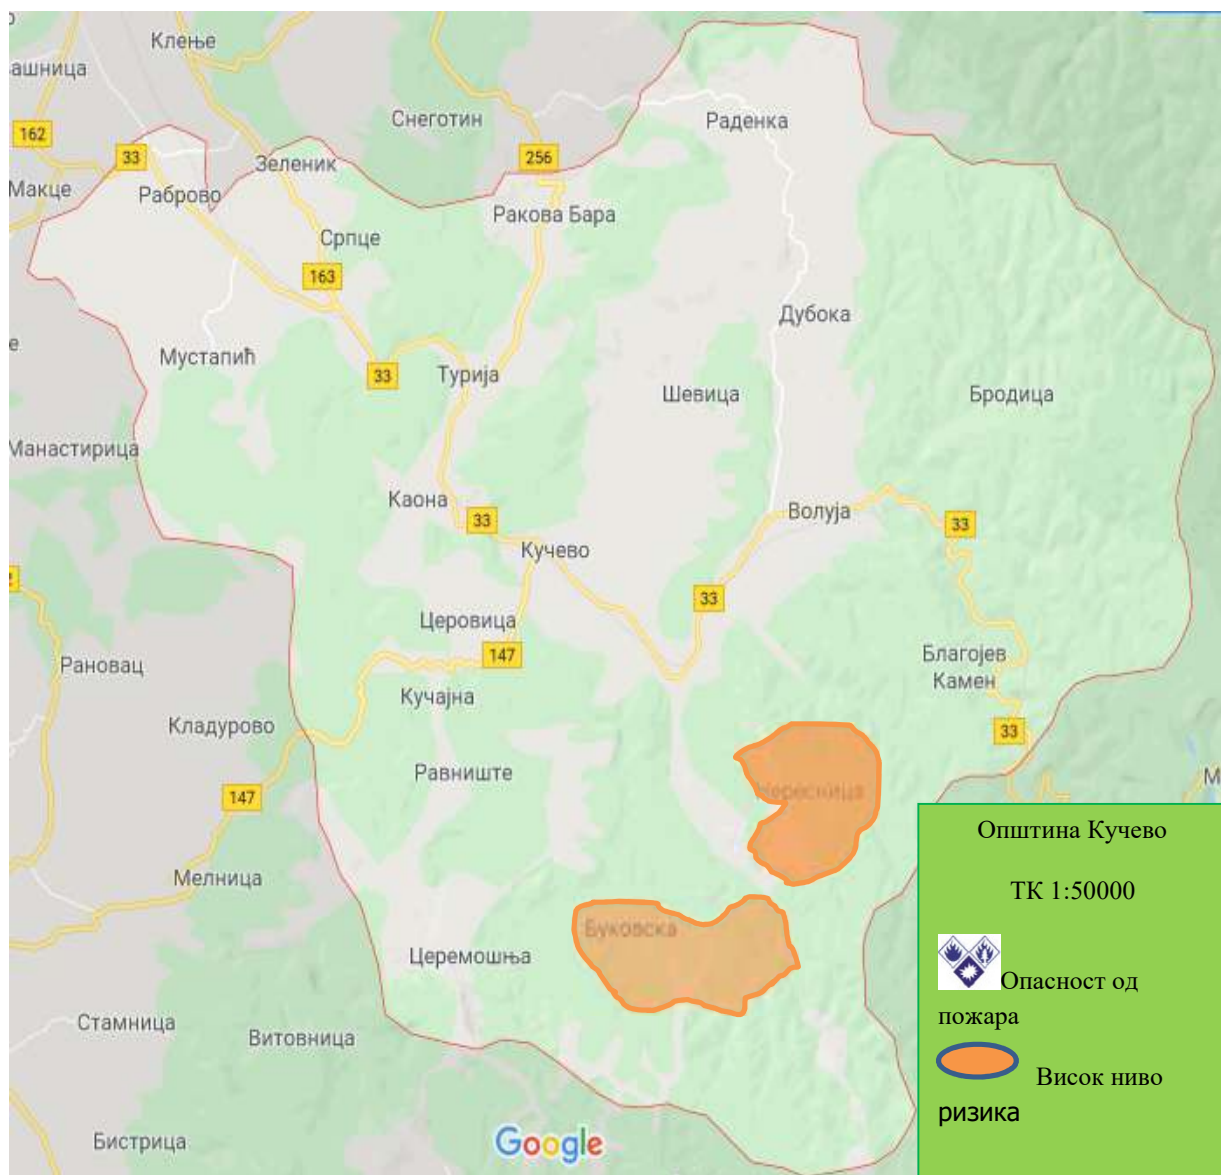 Клење
ашница
Снеготин
Раденка
162
33
256
Зеленик
Макце
Раброво
Ракова Бара
Српце
163
Дубока
е
Мустапић
33
Турија
Шевица
Бродица
Манастирица
Каона
33
Волуја
33
Кучево
33
Церовица
147
Благојев
Камен
Рановац
Кучајна
Кладурово
33
Равниште
М
147
Нересница
Мелница
Буковска
Церемошња
Стамница
Витовница
Бистрица
Google
Општина Кучево
ТК 1:50000
Опасност од
пожара
Висок ниво
ризика